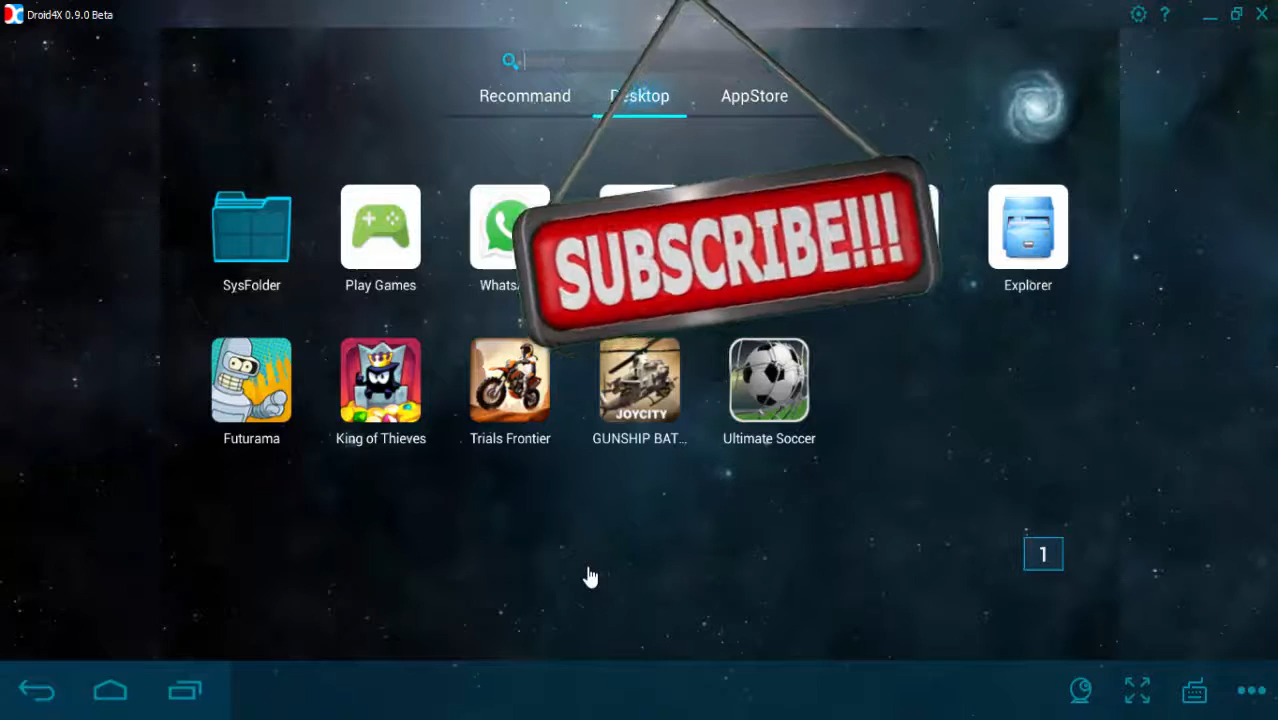 Droid4X 0.9.0 Beta
Recommand
Desktop
AppStore
SUBSCRIBE!!!
SysFolder
Play Games
Explorer
JOYCITY
Futurama
King of Thieves
Trials Frontier
GUNSHIP BAT...
Ultimate Soccer
1